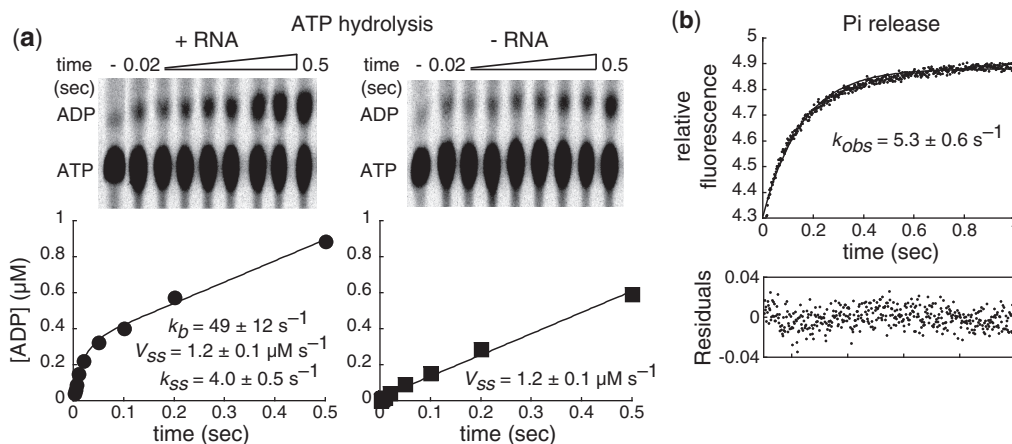 (a)
ATP hydrolysis
+ RNA
- RNA
time
(sec)
- 0.02
0.5
time
(sec)
- 0.02
0.5
ADP
ATP
ADP
ATP
[ADP] (μM)
1
0.8
0.6
0.4
0.2
0
k_b = 49 ± 12 s⁻¹
V_ss = 1.2 ± 0.1 μM s⁻¹
k_ss = 4.0 ± 0.5 s⁻¹
0 0.1 0.2 0.3 0.4 0.5
time (sec)
1
0.8
0.6
0.4
0.2
0
V_ss = 1.2 ± 0.1 μM s⁻¹
0 0.1 0.2 0.3 0.4 0.5
time (sec)
(b)
Pi release
relative
fluorescence
5
4.9
4.8
4.7
4.6
4.5
4.4
4.3
k_obs = 5.3 ± 0.6 s⁻¹
0 0.2 0.4 0.6 0.8 1
time (sec)
Residuals
0.04
0
-0.04